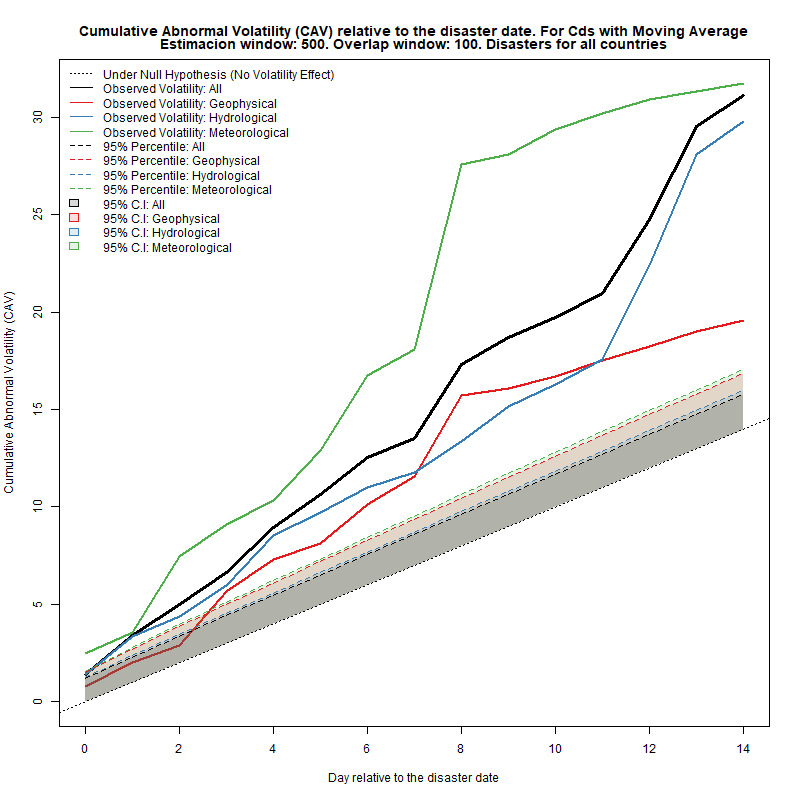 Cumulative Abnormal Volatility (CAV) relative to the disaster date. For Cds with Moving Average
Estimacion window: 500. Overlap window: 100. Disasters for all countries
Under Null Hypothesis (No Volatility Effect)
Observed Volatility: All
Observed Volatility: Geophysical
Observed Volatility: Hydrological
Observed Volatility: Meteorological
95% Percentile: All
95% Percentile: Geophysical
95% Percentile: Hydrological
95% Percentile: Meteorological
95% C.I: All
95% C.I: Geophysical
95% C.I: Hydrological
95% C.I: Meteorological
Cumulative Abnormal Volatility (CAV)
30
25
20
15
10
5
0
0 2 4 6 8 10 12 14
Day relative to the disaster date